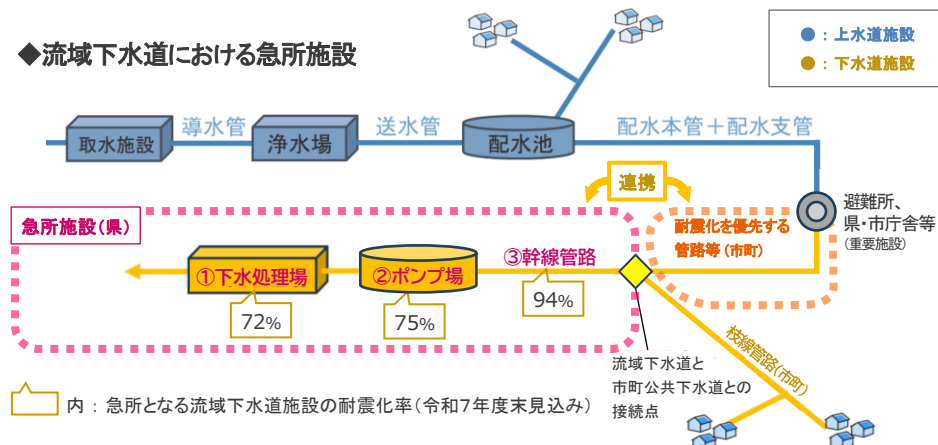 ◆流域下水道における急所施設
●：上水道施設
●：下水道施設
取水施設
導水管
浄水場
送水管
配水池
配水本管＋配水支管
連携
避難所、
県・市庁舎等
(重要施設)
急所施設(県)
耐震化を優先する
管路等(市町)
①下水処理場
72%
②ポンプ場
75%
③幹線管路
94%
流域下水道と
市町公共下水道との
接続点
枝線管路(市町)
内：急所となる流域下水道施設の耐震化率(令和7年度末見込み)